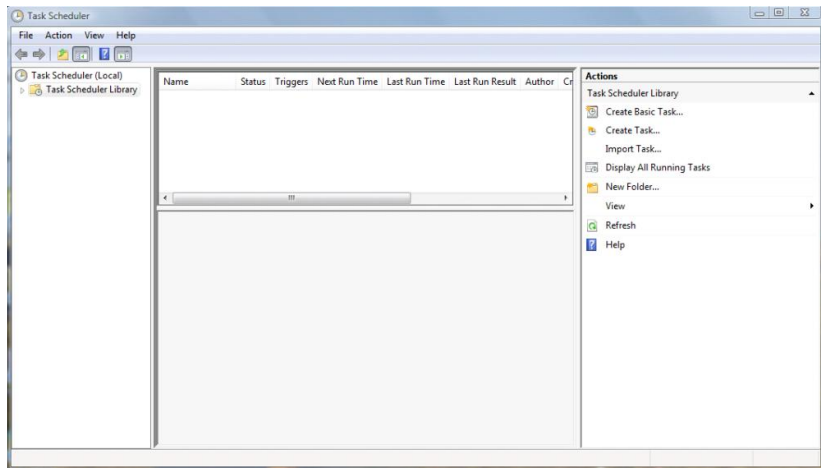 Task Scheduler
File Action View Help
Task Scheduler (Local)
Task Scheduler Library
Name Status Triggers Next Run Time Last Run Time Last Run Result Author Cr
Actions
Task Scheduler Library
Create Basic Task...
Create Task...
Import Task...
Display All Running Tasks
New Folder...
View
Refresh
Help